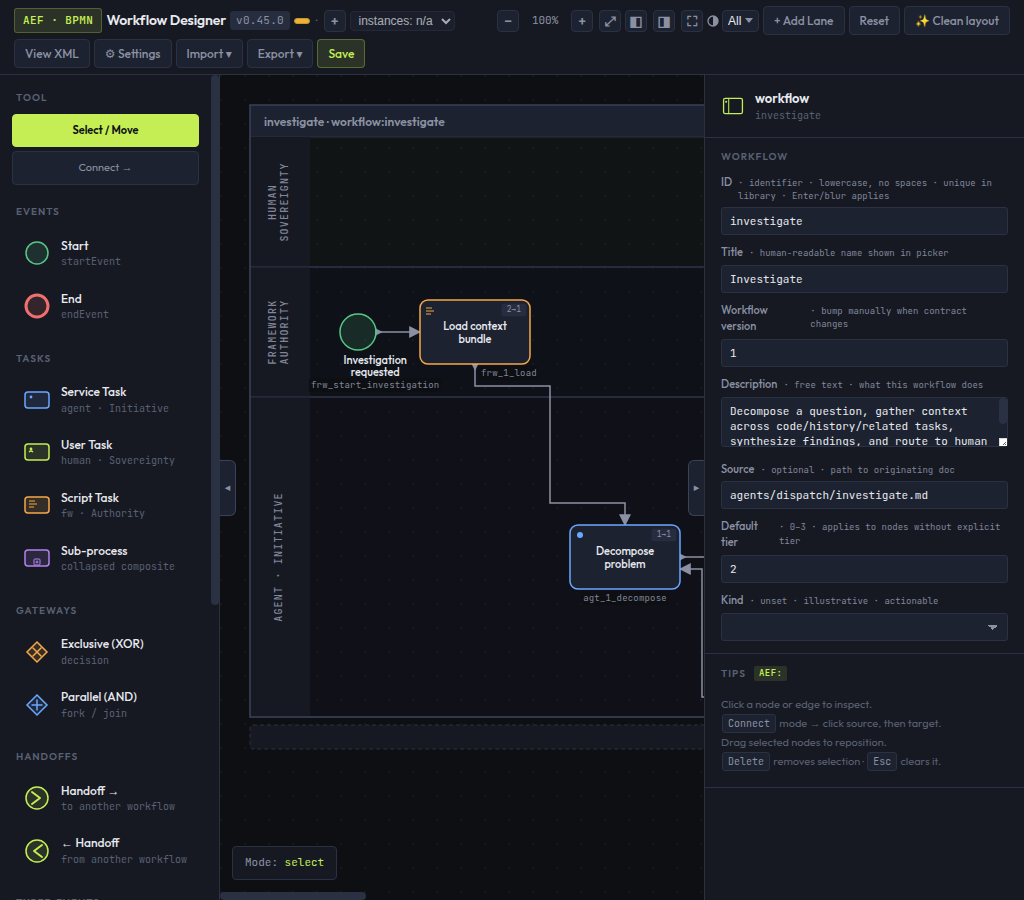 AEF · BPMN Workflow Designer v0.45.0 · + instances: n/a − 100% + All + Add Lane Reset ✨ Clean layout
View XML ⚙ Settings Import ▾ Export ▾ Save
TOOL
Select / Move
Connect →
EVENTS
Start
startEvent
End
endEvent
TASKS
Service Task
agent · Initiative
User Task
human · Sovereignty
Script Task
fw · Authority
Sub-process
collapsed composite
GATEWAYS
Exclusive (XOR)
decision
Parallel (AND)
fork / join
HANDOFFS
Handoff →
to another workflow
← Handoff
from another workflow
investigate · workflow:investigate
HUMAN
SOVEREIGNTY
FRAMEWORK
AUTHORITY
Investigation
requested
frw_start_investigation
2–1
Load context
bundle
frw_1_load
AGENT · INITIATIVE
1–1
Decompose
problem
agt_1_decompose
Mode: select
workflow
investigate
WORKFLOW
ID · identifier · lowercase, no spaces · unique in
library · Enter/blur applies
investigate
Title · human-readable name shown in picker
Investigate
Workflow version · bump manually when contract changes
1
Description · free text · what this workflow does
Decompose a question, gather context
across code/history/related tasks,
synthesize findings, and route to human
Source · optional · path to originating doc
agents/dispatch/investigate.md
Default tier · 0–3 · applies to nodes without explicit tier
2
Kind · unset · illustrative · actionable
TIPS AEF:
Click a node or edge to inspect.
Connect mode → click source, then target.
Drag selected nodes to reposition.
Delete removes selection · Esc clears it.